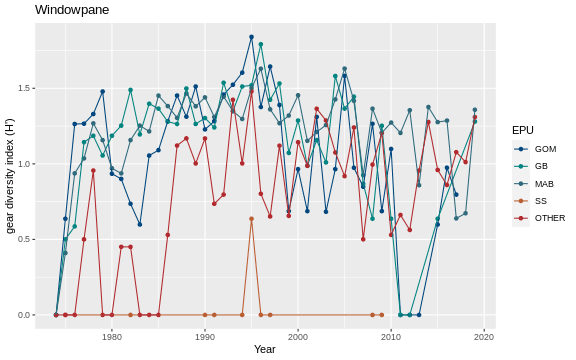 Windowpane
gear diversity index (H')
1.5
1.0
0.5
0.0
1980
1990
2000
2010
2020
Year
EPU
GOM
GB
MAB
SS
OTHER